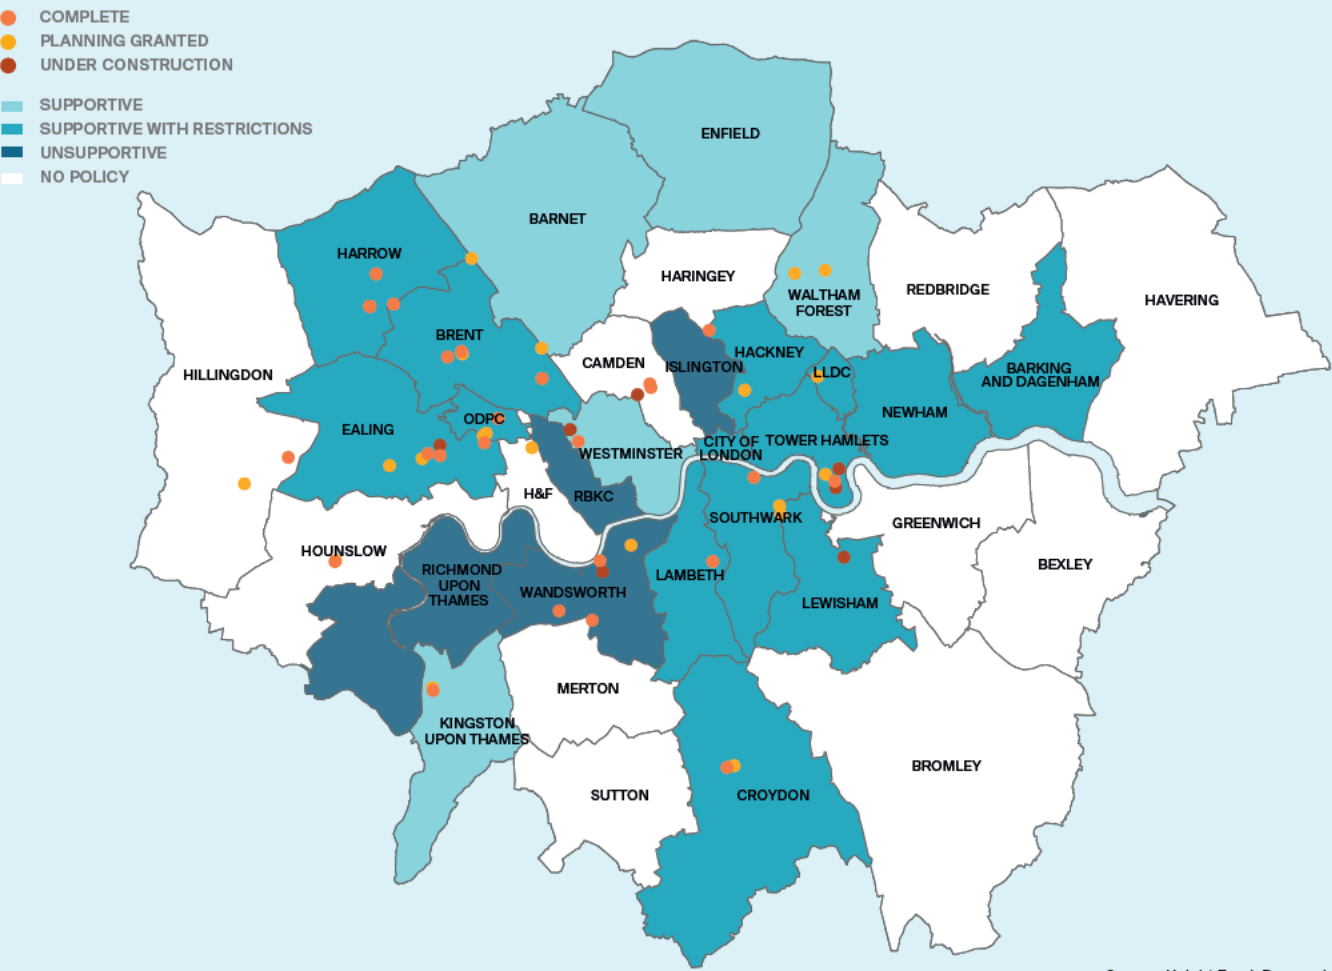 COMPLETE
PLANNING GRANTED
UNDER CONSTRUCTION
SUPPORTIVE
SUPPORTIVE WITH RESTRICTIONS
UNSUPPORTIVE
NO POLICY
ENFIELD
BARNET
HARROW
HARINGEY
WALTHAM
FOREST
REDBRIDGE
HAVERING
BRENT
HILLINGDON
CAMDEN
ISLINGTON
HACKNEY
LLDC
BARKING
AND DAGENHAM
NEWHAM
EALING
ODPC
WESTMINSTER
CITY OF
LONDON
TOWER HAMLETS
H&F
RBKC
SOUTHWARK
GREENWICH
HOUNSLOW
RICHMOND
UPON
THAMES
WANDSWORTH
LAMBETH
LEWISHAM
BEXLEY
MERTON
KINGSTON
UPON THAMES
SUTTON
CROYDON
BROMLEY